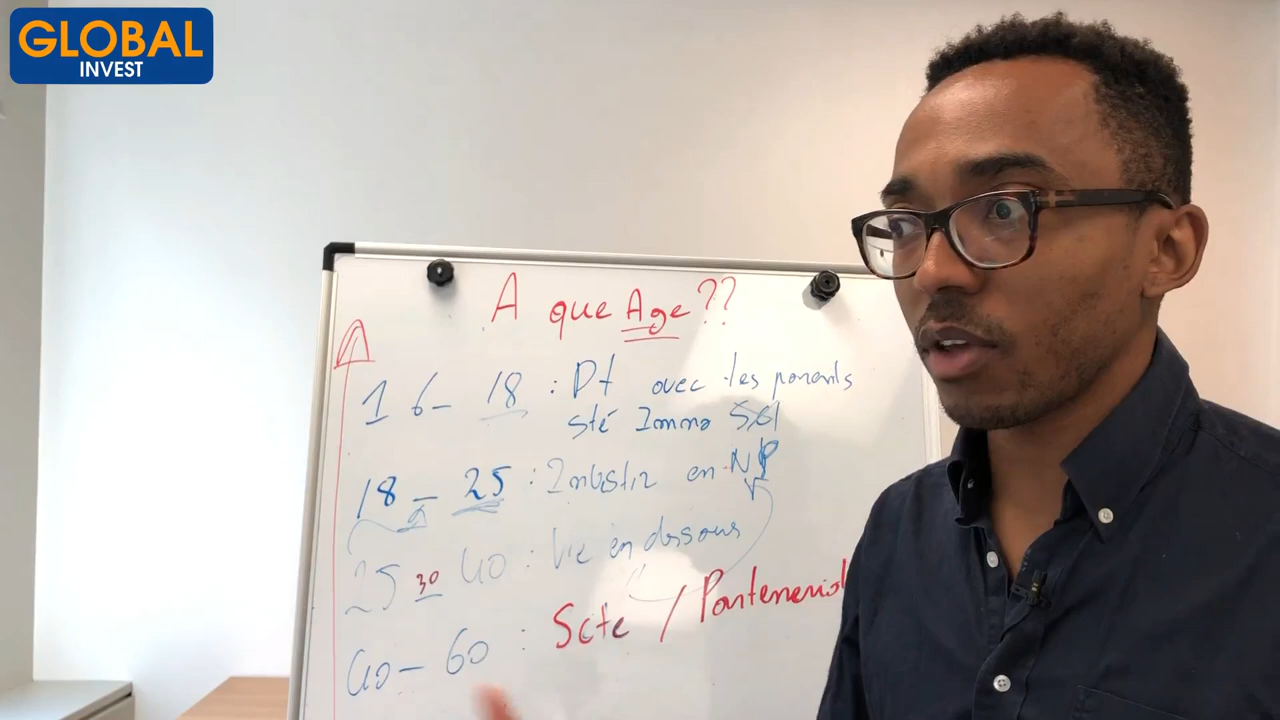 GLOBAL
INVEST
A que Age ??
16 - 18 : Pt avec les parents
Sté Immo SCI
18 - 25 : Investir en NP
25 30 40 : Vie en dessous
40 - 60 : Scte / Partenariat